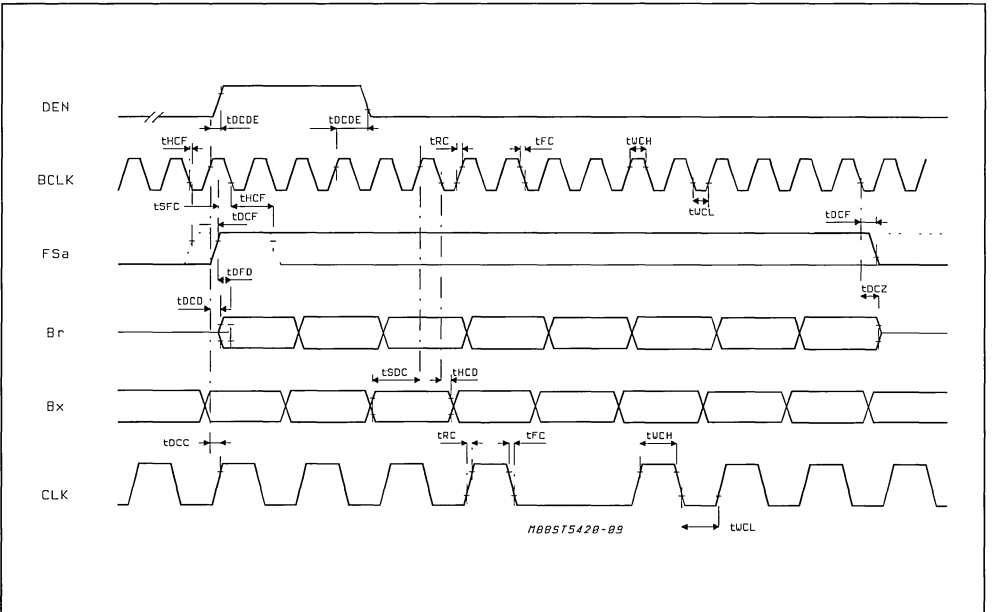 DEN
tDCDE tDCDE
tHCF tRC tFC tWCH
BCLK
tSFC tHCF tWCL
tDCF tDCF
FSa
tDFD
tDCD tDCZ
Br
tSDC tHCD
Bx
tDCC tRC tFC tWCH
CLK
M88ST5420-09 tWCL